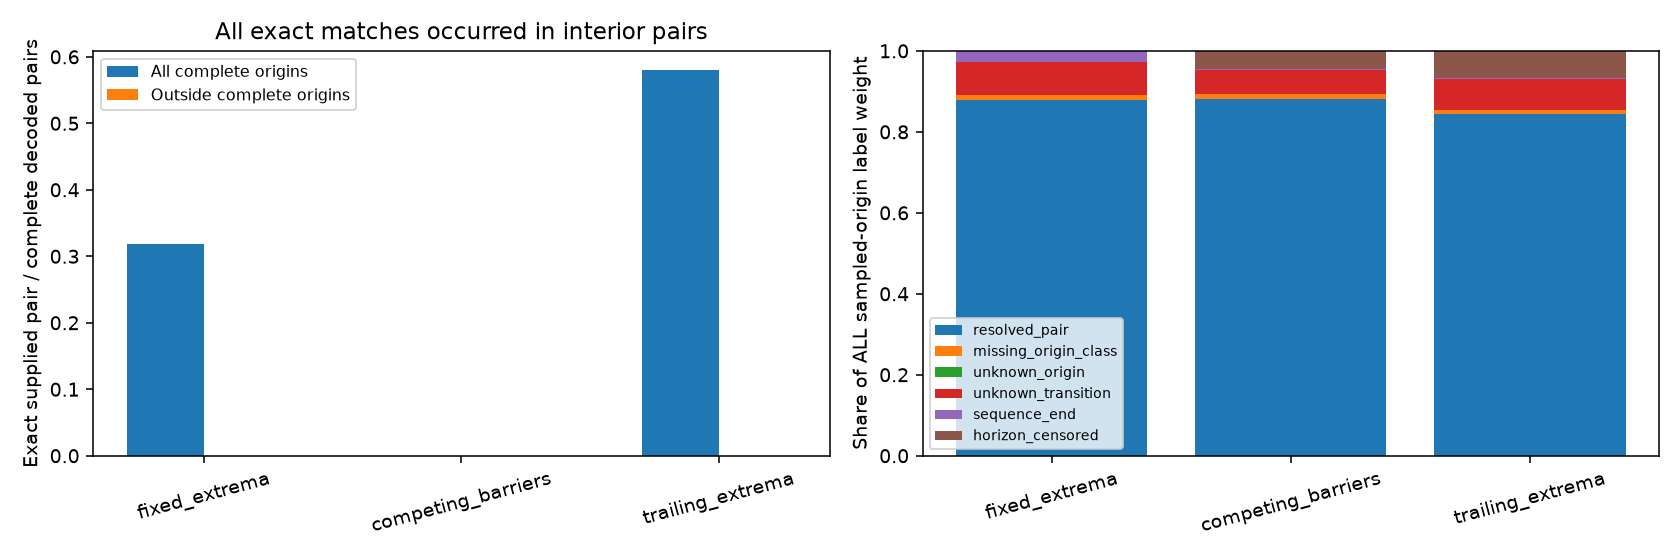 All exact matches occurred in interior pairs
Exact supplied pair / complete decoded pairs
0.6
0.5
0.4
0.3
0.2
0.1
0.0
All complete origins
Outside complete origins
fixed_extrema
competing_barriers
trailing_extrema
Share of ALL sampled-origin label weight
1.0
0.8
0.6
0.4
0.2
0.0
resolved_pair
missing_origin_class
unknown_origin
unknown_transition
sequence_end
horizon_censored
fixed_extrema
competing_barriers
trailing_extrema